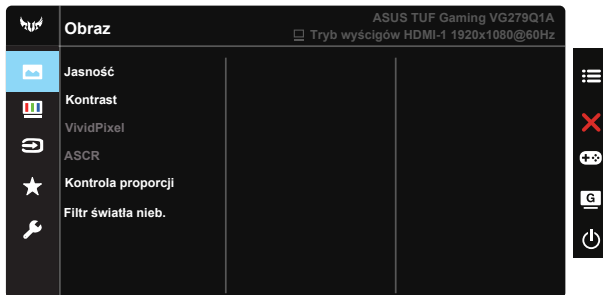 Obraz
ASUS TUF Gaming VG279Q1A
Tryb wyścigów HDMI-1 1920x1080@60Hz
Jasność
Kontrast
VividPixel
ASCR
Kontrola proporcji
Filtr światła nieb.
G